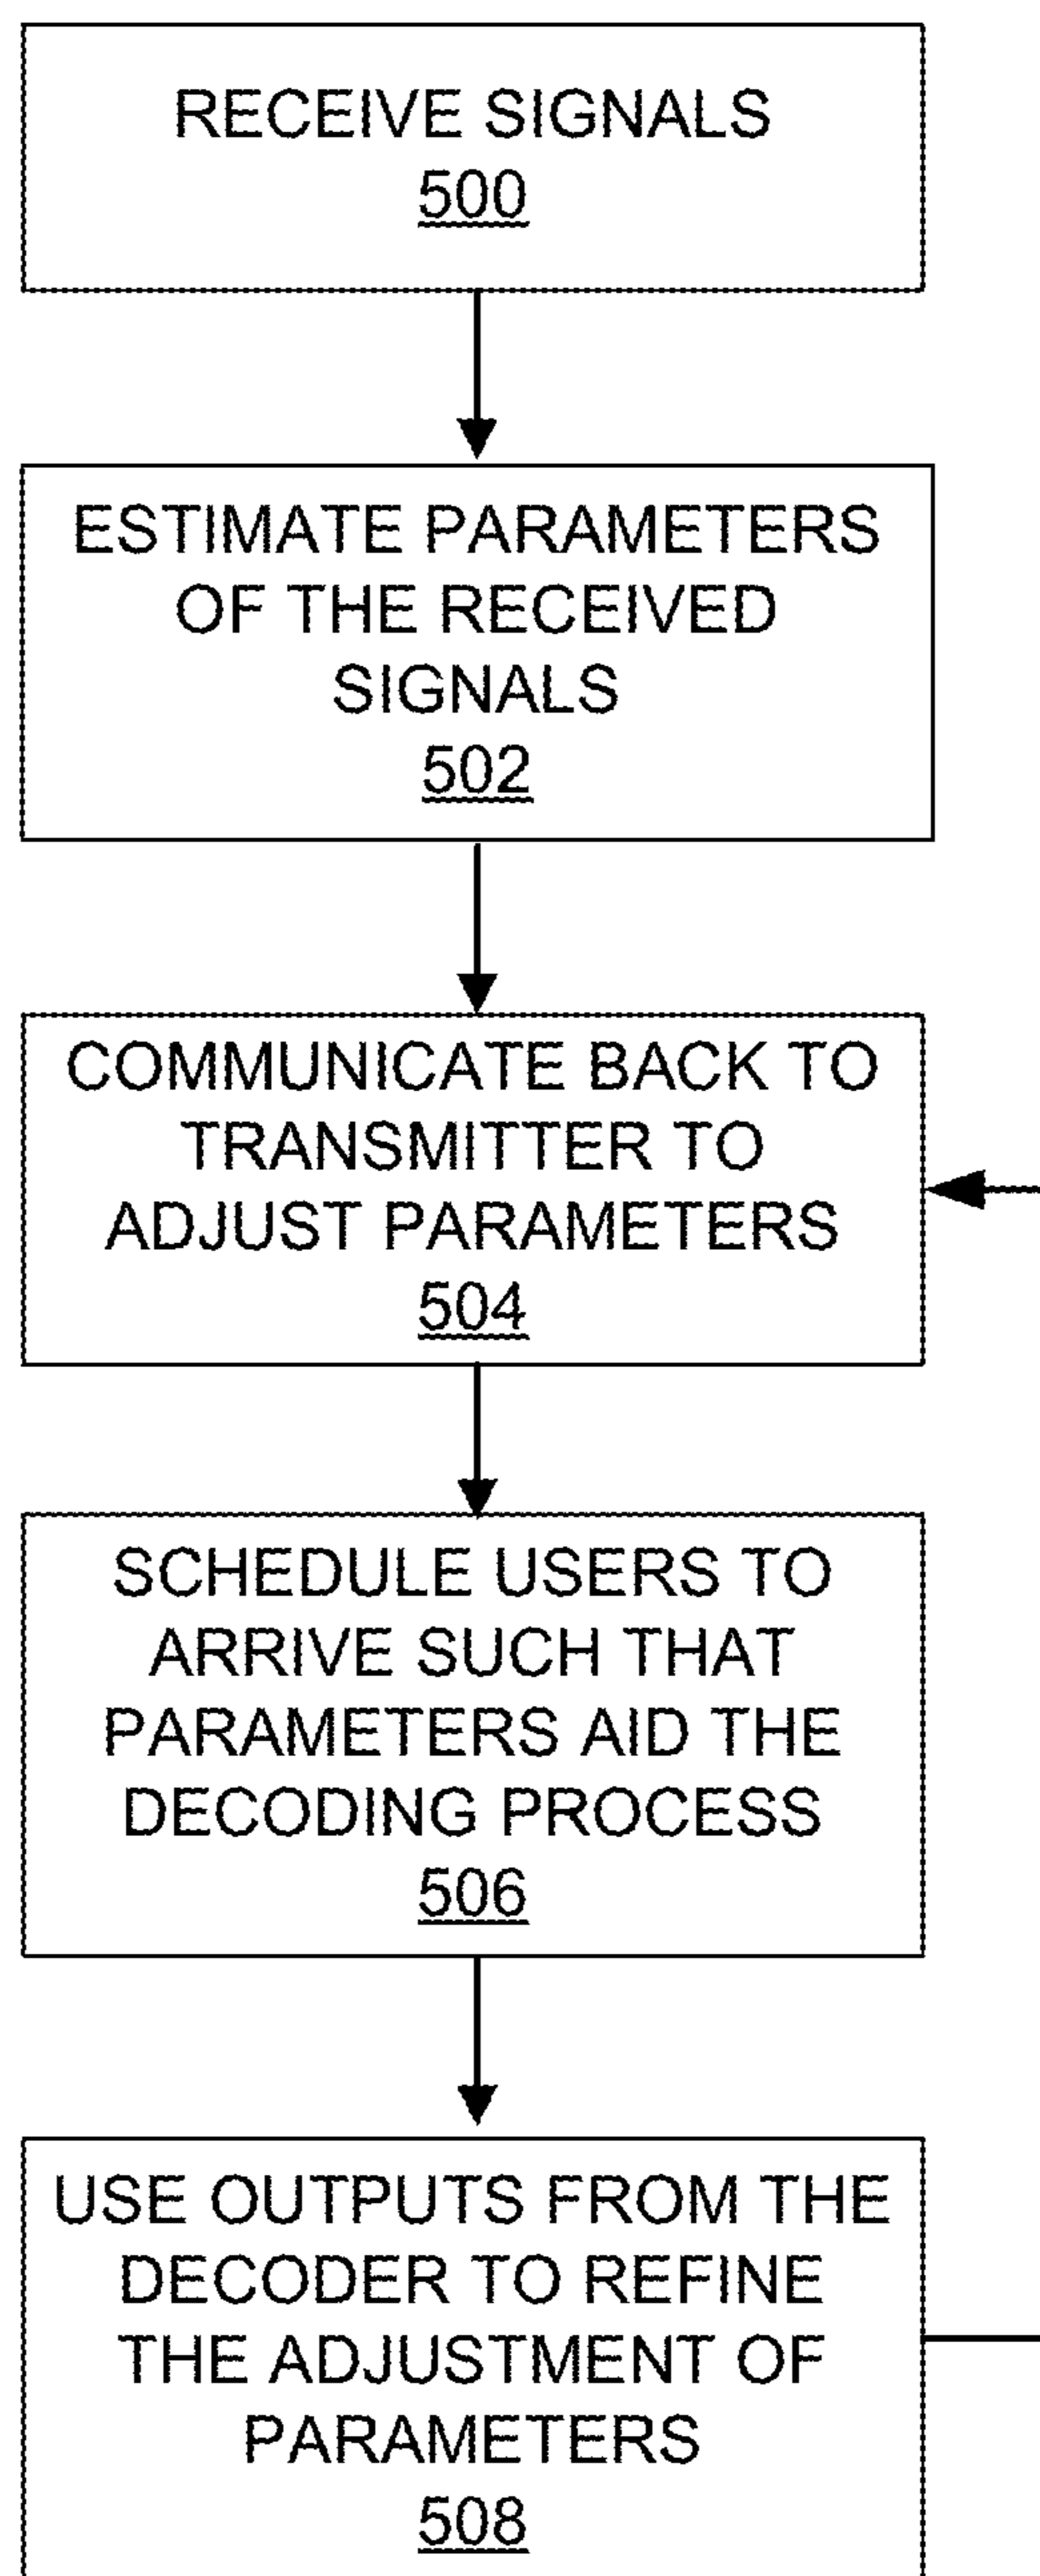 RECEIVE SIGNALS
500
ESTIMATE PARAMETERS
OF THE RECEIVED
SIGNALS
502
COMMUNICATE BACK TO
TRANSMITTER TO
ADJUST PARAMETERS
504
SCHEDULE USERS TO
ARRIVE SUCH THAT
PARAMETERS AID THE
DECODING PROCESS
506
USE OUTPUTS FROM THE
DECODER TO REFINE
THE ADJUSTMENT OF
PARAMETERS
508